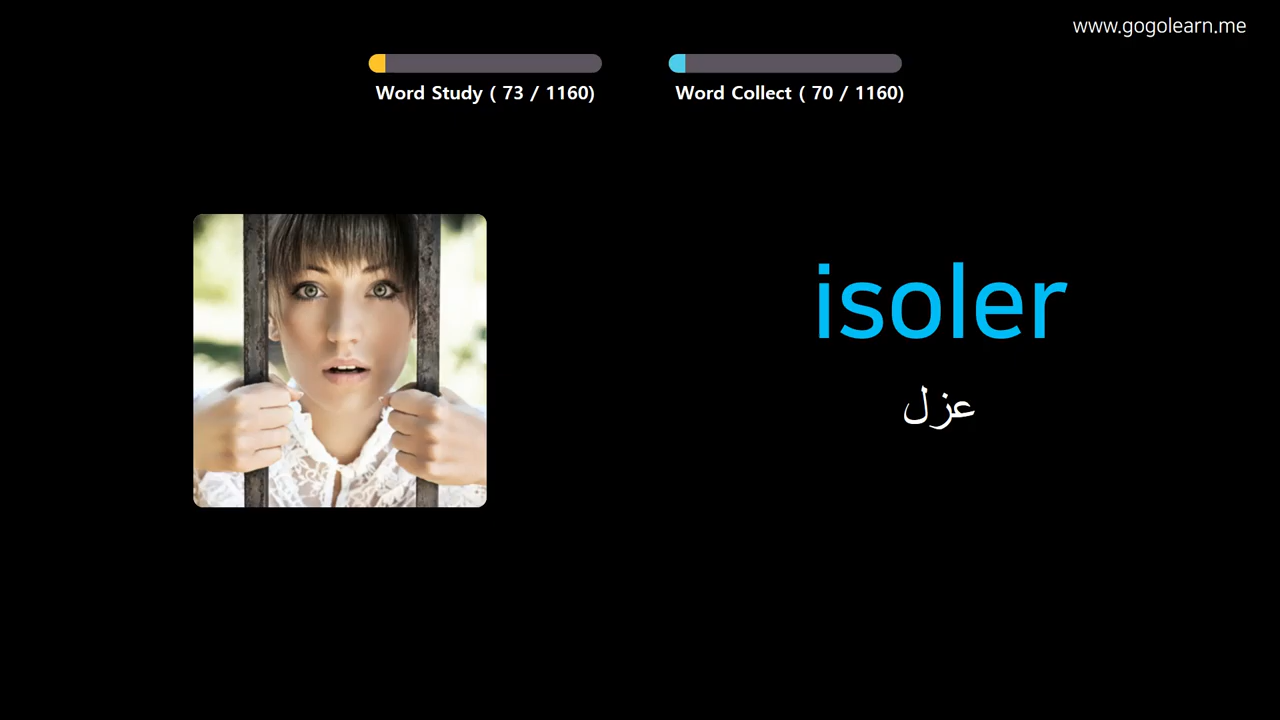 www.gogolearn.me
Word Study ( 73 / 1160)
Word Collect ( 70 / 1160)
isoler
عزل